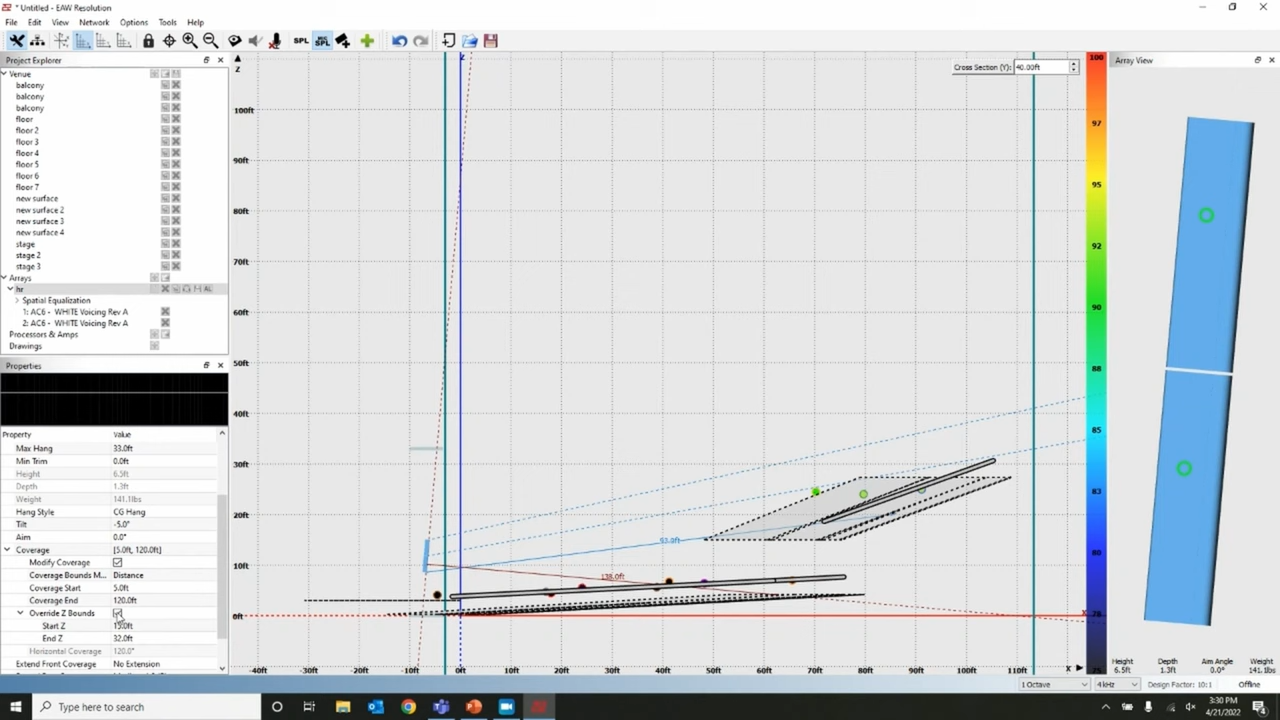 * Untitled - EAW Resolution
File Edit View Network Options Tools Help
SPL
SPL
Project Explorer
Venue
balcony
balcony
balcony
floor
floor 2
floor 3
floor 4
floor 5
floor 6
floor 7
new surface
new surface 2
new surface 3
new surface 4
stage
stage 2
stage 3
Arrays
hr
Spatial Equalization
1: AC6 - WHITE Voicing Rev A
2: AC6 - WHITE Voicing Rev A
Processors & Amps
Drawings
Properties
Property Value
Max Hang 33.0ft
Min Trim 0.0ft
Height 6.5ft
Depth 1.3ft
Weight 141.1lbs
Hang Style CG Hang
Tilt -5.0°
Aim 0.0°
Coverage [5.0ft, 120.0ft]
Modify Coverage
Coverage Bounds M... Distance
Coverage Start 5.0ft
Coverage End 120.0ft
Override Z Bounds
Start Z 15.0ft
End Z 32.0ft
Horizontal Coverage 120.0°
Extend Front Coverage No Extension
Z
Z
Cross Section (Y): 40.00ft
100ft
90ft
80ft
70ft
60ft
50ft
40ft
30ft
20ft
10ft
0ft
93.0ft
138.0ft
X
-40ft -30ft -20ft -10ft 0ft 10ft 20ft 30ft 40ft 50ft 60ft 70ft 80ft 90ft 100ft 110ft X
100
97
95
92
90
88
85
83
80
78
75
Array View
Height Depth Aim Angle Weight
6.5ft 1.3ft 0.0° 141.1lbs
1 Octave 4kHz Design Factor: 10:1 Offline
Type here to search
3:30 PM
4/21/2022